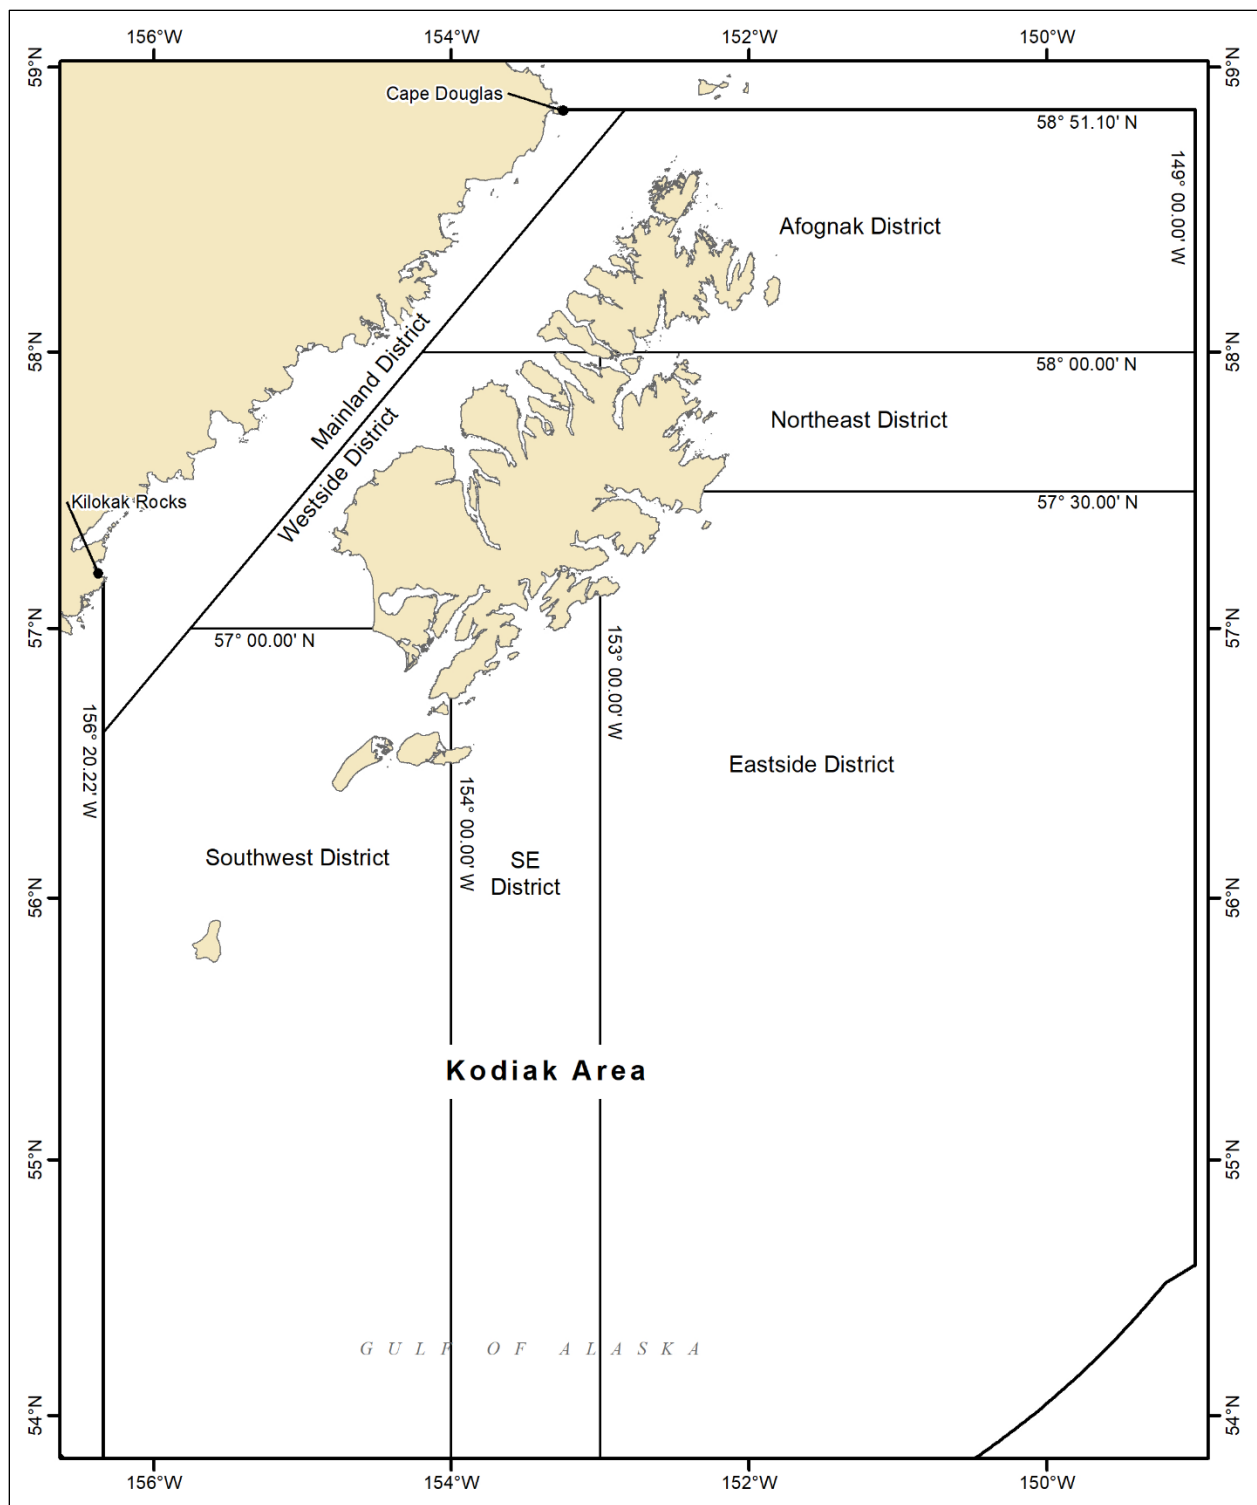 156°W
154°W
152°W
150°W
59°N
59°N
Cape Douglas
58° 51.10' N
149° 00.00' W
Afognak District
58°N
58°N
58° 00.00' N
Mainland District
Westside District
Northeast District
57° 30.00' N
Kilokak Rocks
57°N
57°N
57° 00.00' N
153° 00.00' W
156° 20.22' W
154° 00.00' W
Eastside District
Southwest District
SE
District
56°N
56°N
Kodiak Area
55°N
55°N
GULF OF ALASKA
54°N
54°N
156°W
154°W
152°W
150°W